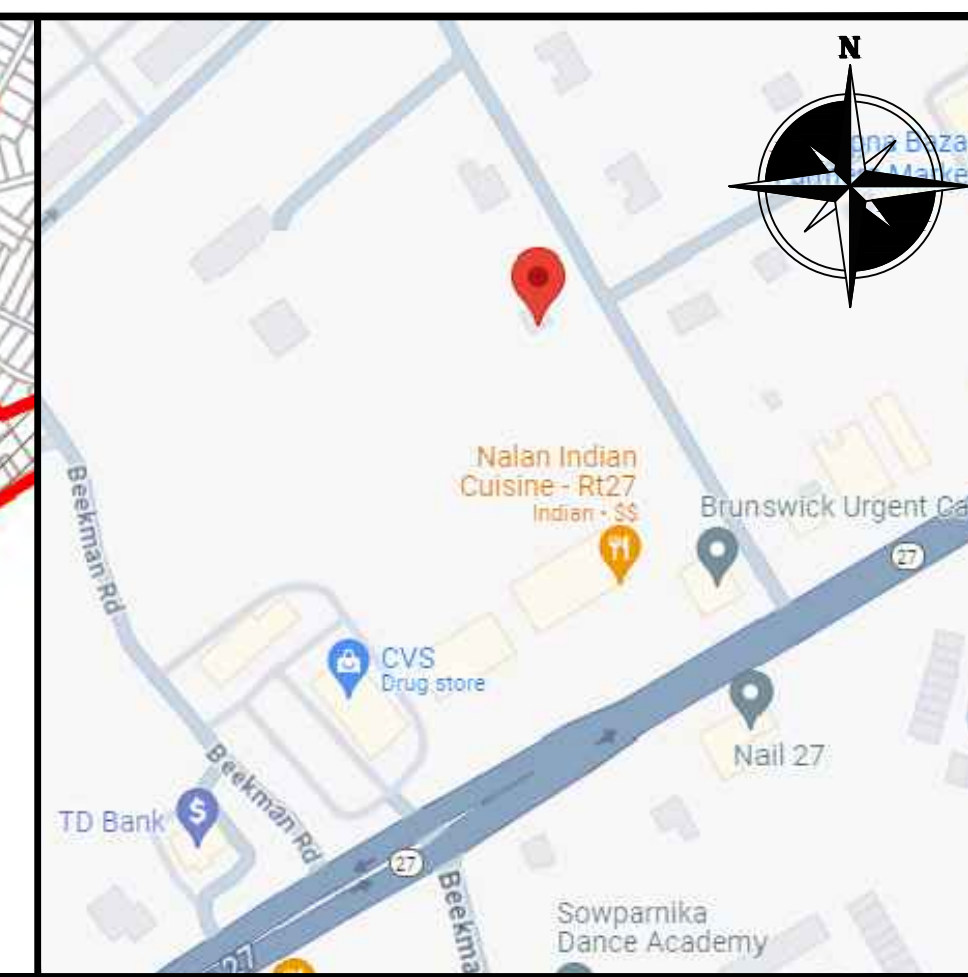 N
Nalan Indian
Cuisine - Rt27
Indian • $$
Brunswick Urgent Ca
27
Beekman Rd
CVS
Drug store
Nail 27
Beekman Rd
TD Bank
27
Beekma
Sowparnika
Dance Academy
27